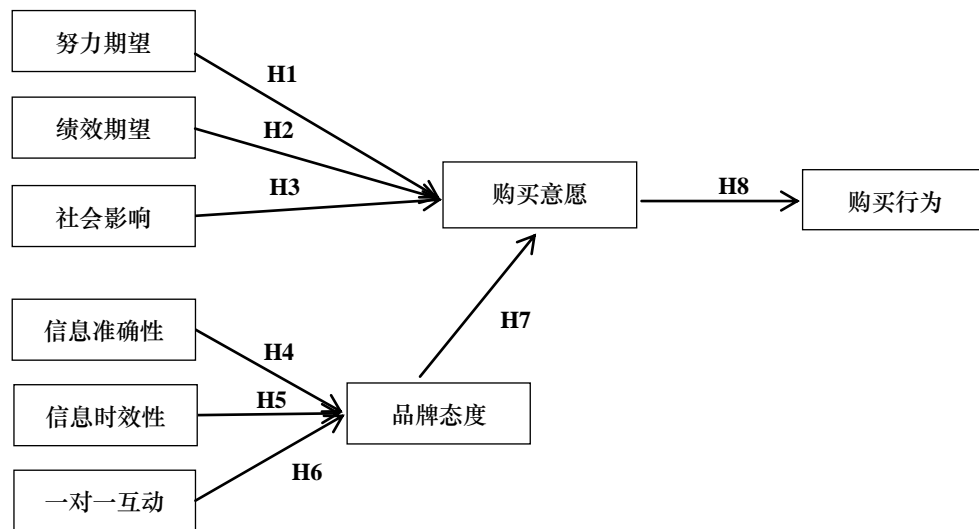 努力期望
H1
绩效期望
H2
社会影响
H3
购买意愿
H8
购买行为
H7
信息准确性
H4
信息时效性
H5
品牌态度
一对一互动
H6